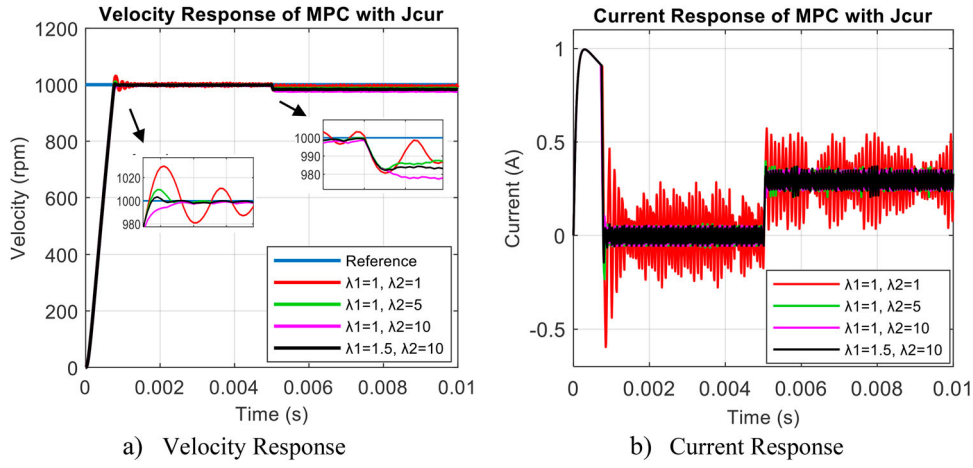 Velocity Response of MPC with Jcur
1200
1000
800
600
400
200
0
Velocity (rpm)
1020
1000
980
1000
990
980
Reference
λ1=1, λ2=1
λ1=1, λ2=5
λ1=1, λ2=10
λ1=1.5, λ2=10
0
0.002
0.004
0.006
0.008
0.01
Time (s)
a) Velocity Response
Current Response of MPC with Jcur
1
0.5
0
-0.5
Current (A)
λ1=1, λ2=1
λ1=1, λ2=5
λ1=1, λ2=10
λ1=1.5, λ2=10
0
0.002
0.004
0.006
0.008
0.01
Time (s)
b) Current Response